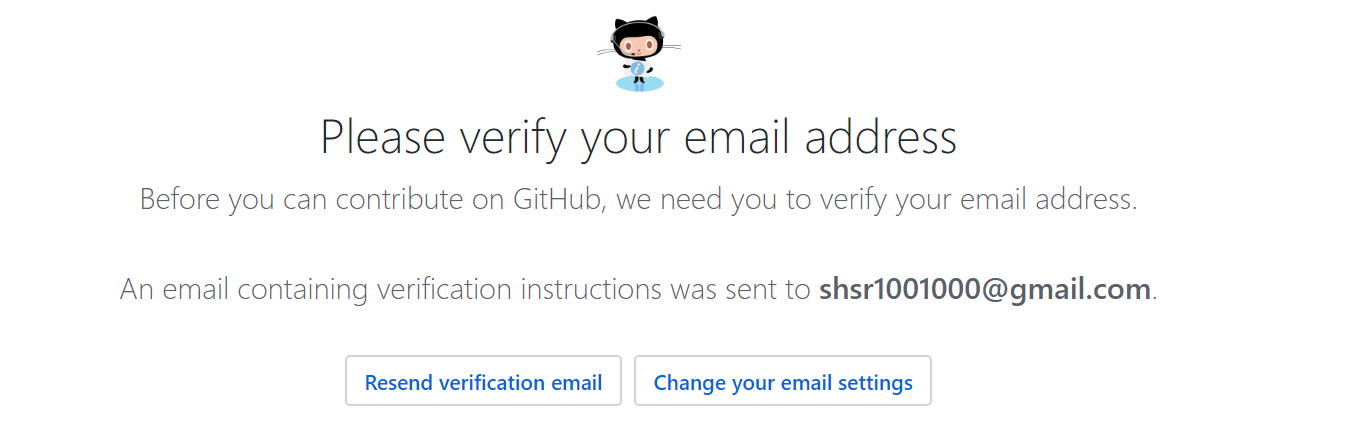 Please verify your email address
Before you can contribute on GitHub, we need you to verify your email address.
An email containing verification instructions was sent to shsr1001000@gmail.com.
Resend verification email
Change your email settings